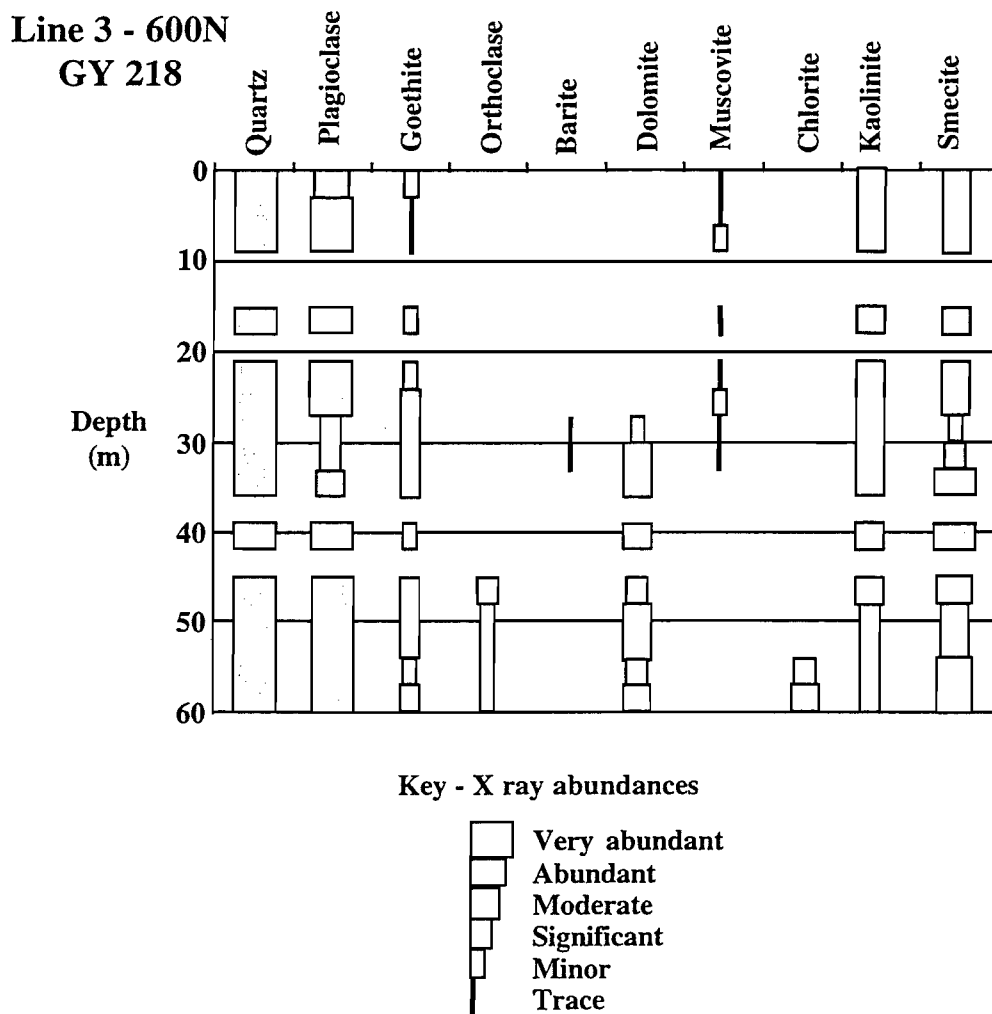 Line 3 - 600N
GY 218
Quartz
Plagioclase
Goethite
Orthoclase
Barite
Dolomite
Muscovite
Chlorite
Kaolinite
Smecite
0
10
20
30
40
50
60
Depth
(m)
Key - X ray abundances
Very abundant
Abundant
Moderate
Significant
Minor
Trace